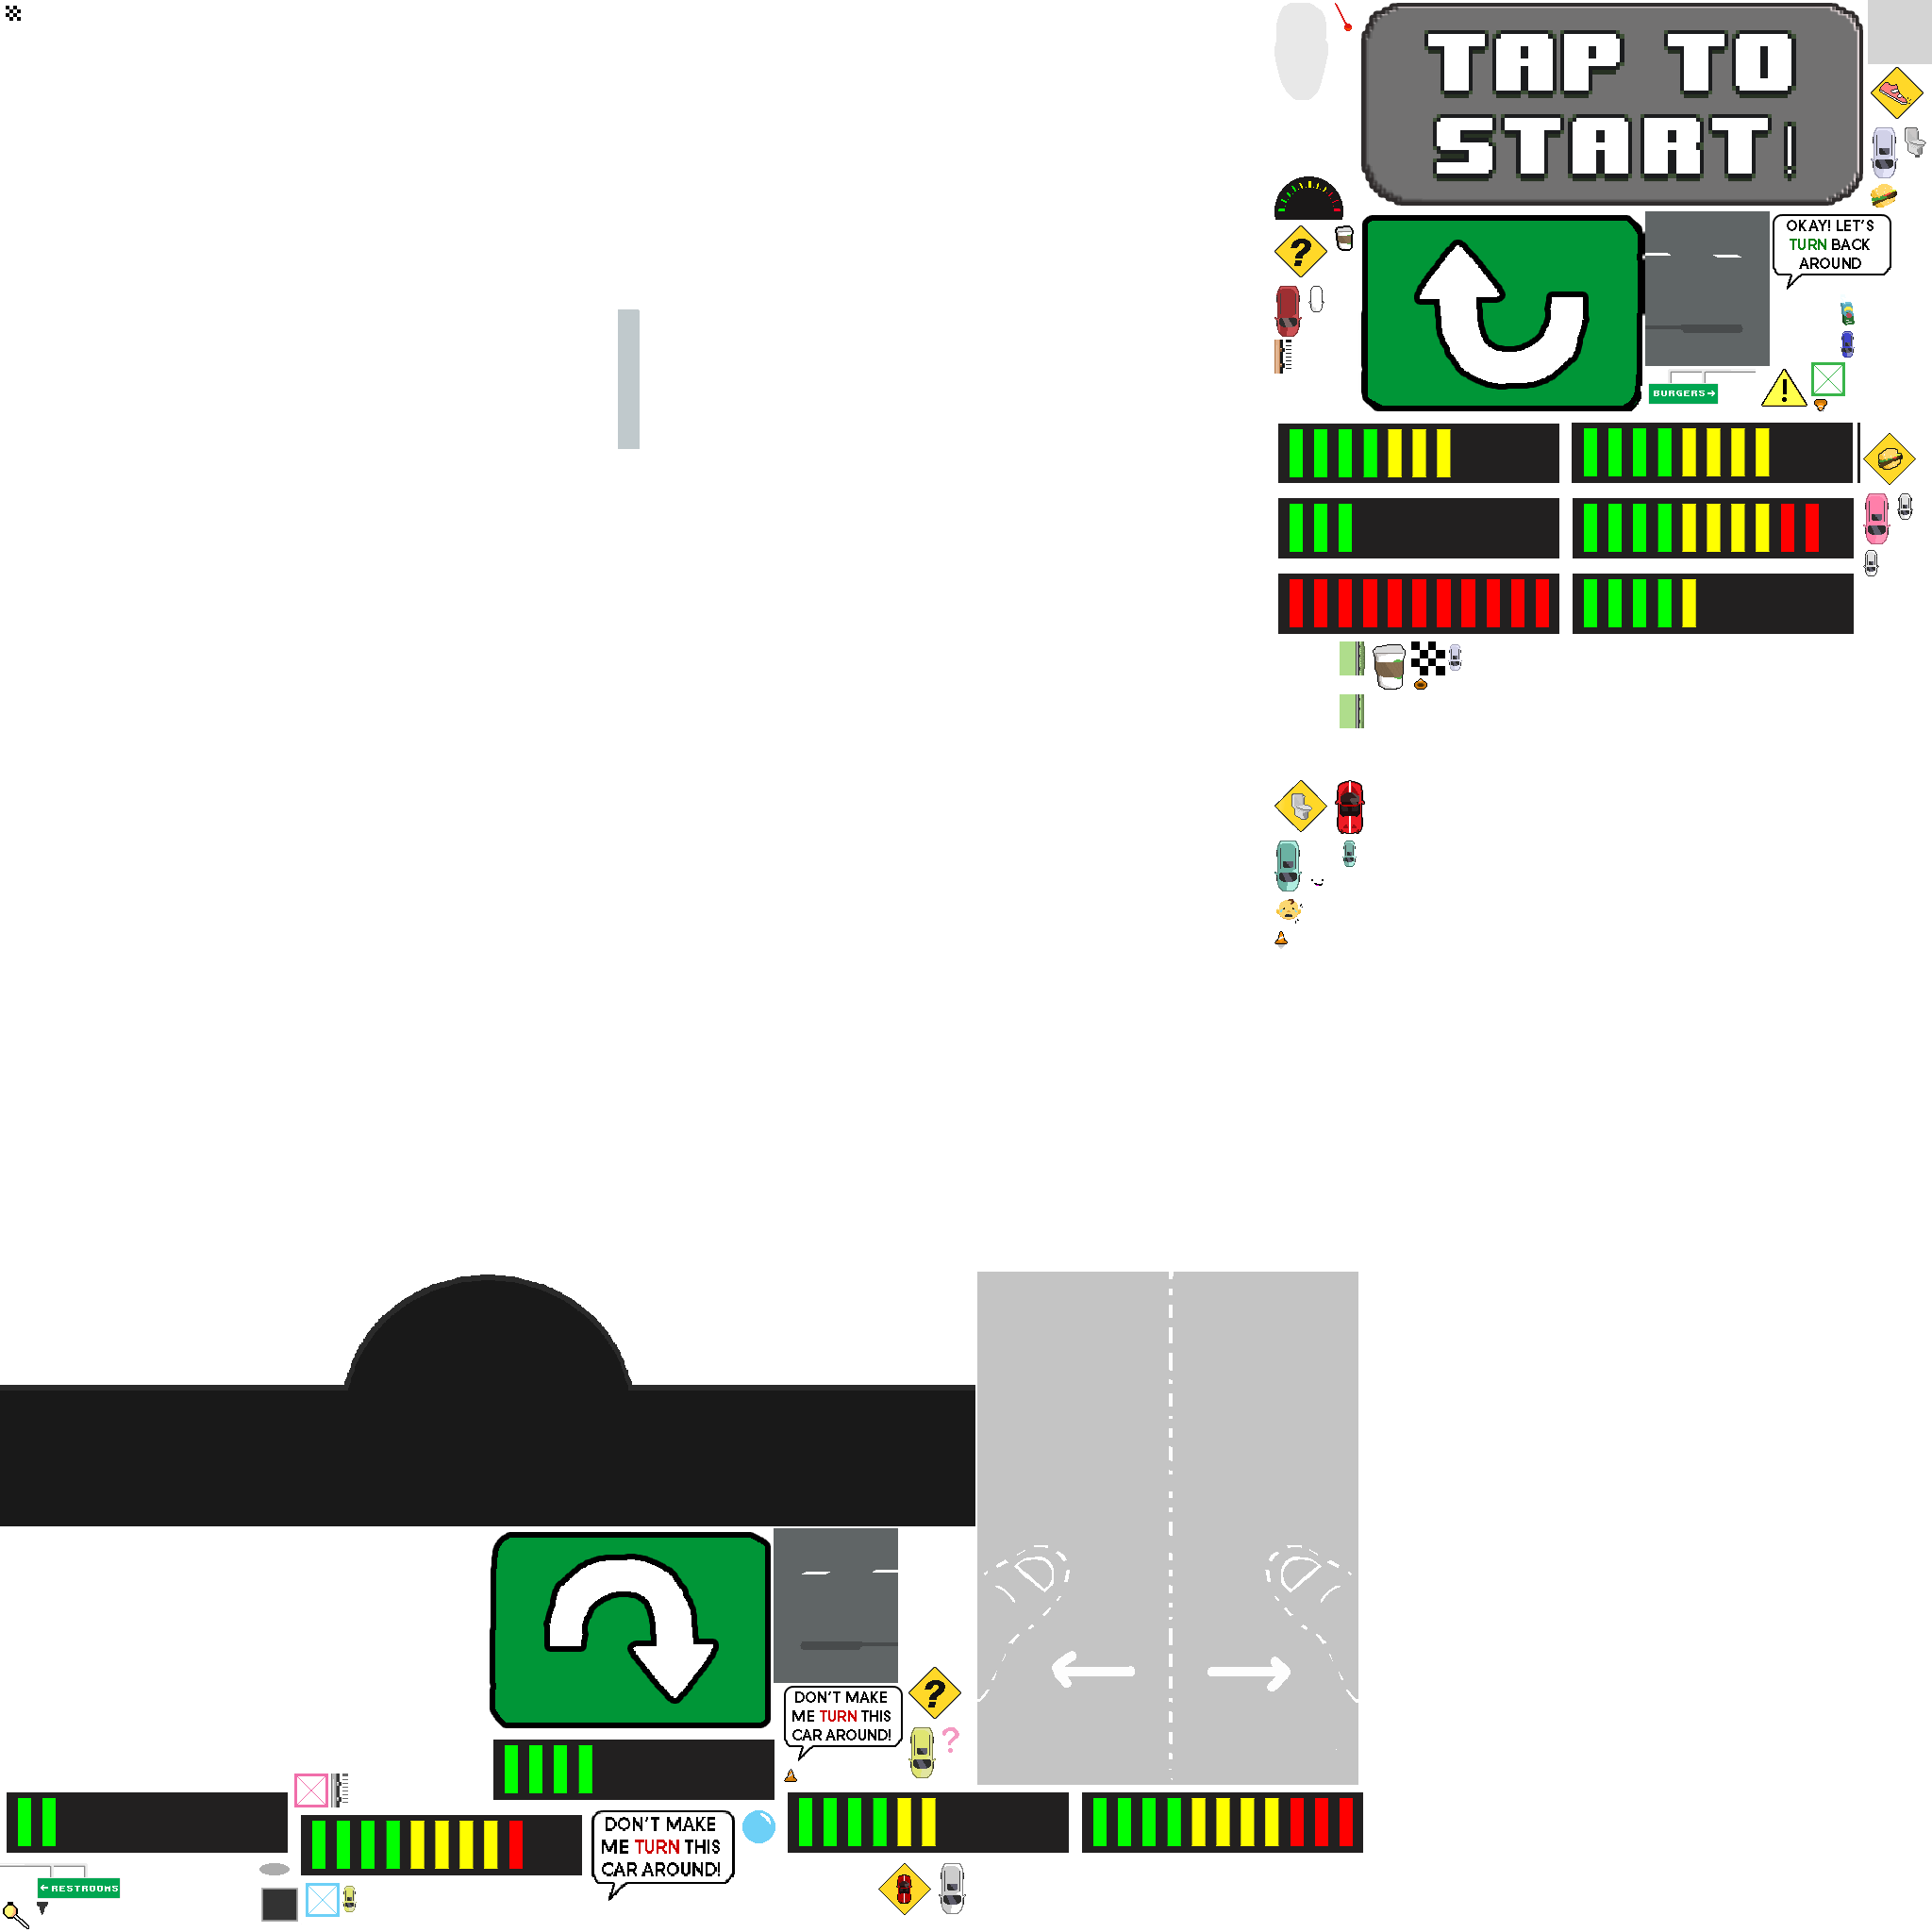 TAP TO
START!
OKAY! LET'S
TURN BACK
AROUND
?
BURGERS →
!
?
DON'T MAKE
ME TURN THIS
CAR AROUND!
?
DON'T MAKE
ME TURN THIS
CAR AROUND!
← RESTROOMS